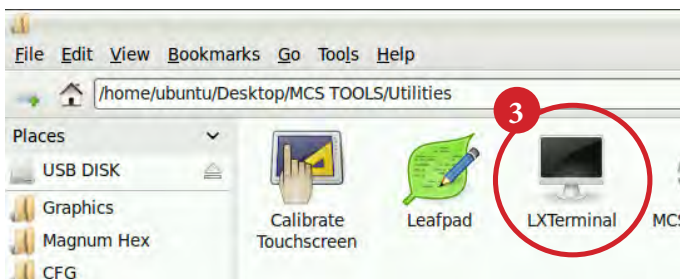 File Edit View Bookmarks Go Tools Help
/home/ubuntu/Desktop/MCS TOOLS/Utilities
3
Places
USB DISK
Graphics
Magnum Hex
CFG
Calibrate
Touchscreen
Leafpad
LXTerminal
MCS